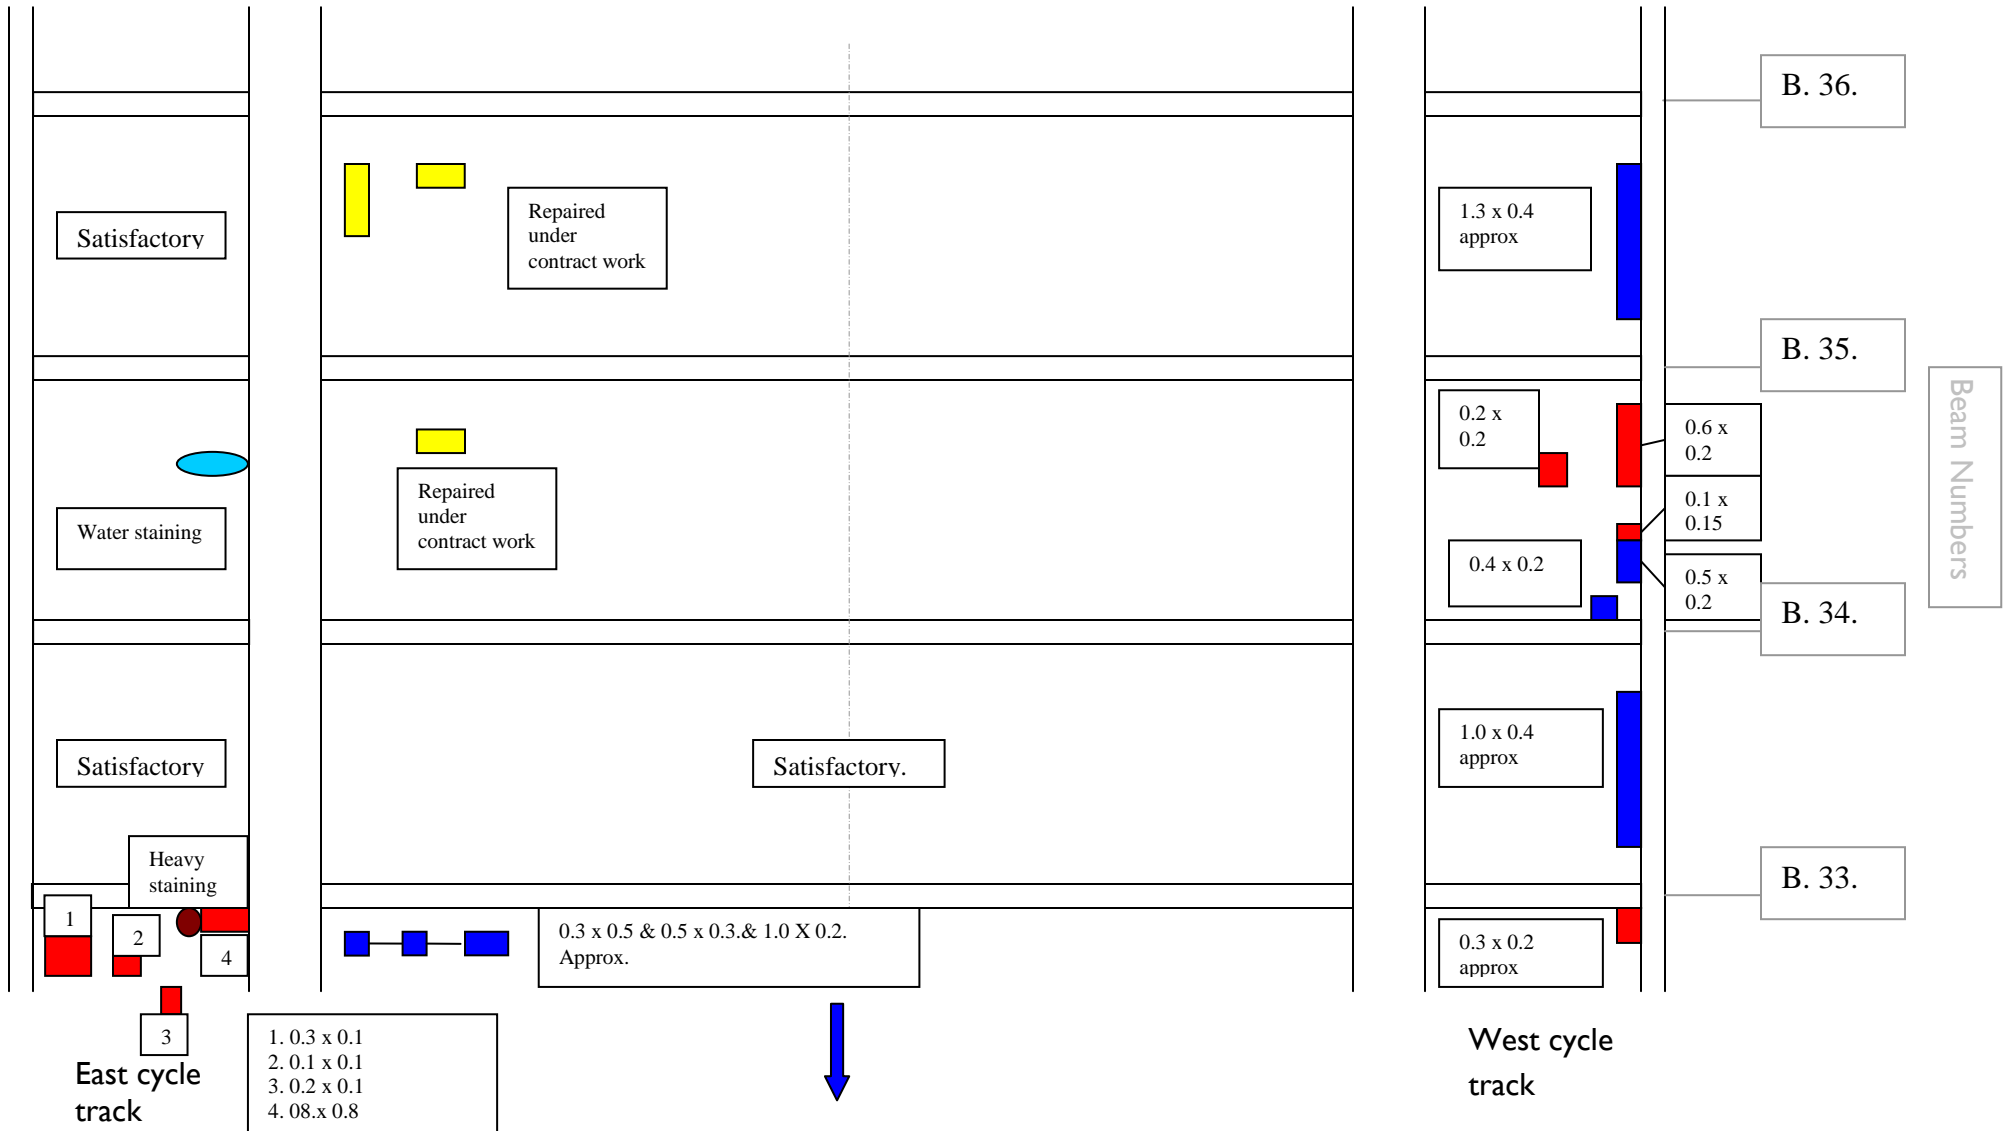 B. 36.
Satisfactory
Repaired
under
contract work
1.3 x 0.4
approx
B. 35.
Beam Numbers
0.2 x
0.2
0.6 x
0.2
0.1 x
0.15
Water staining
Repaired
under
contract work
0.4 x 0.2
0.5 x
0.2
B. 34.
Satisfactory
Satisfactory.
1.0 x 0.4
approx
Heavy
staining
B. 33.
1
2
4
3
0.3 x 0.5 & 0.5 x 0.3.& 1.0 X 0.2.
Approx.
0.3 x 0.2
approx
1. 0.3 x 0.1
2. 0.1 x 0.1
3. 0.2 x 0.1
4. 08.x 0.8
East cycle
track
West cycle
track